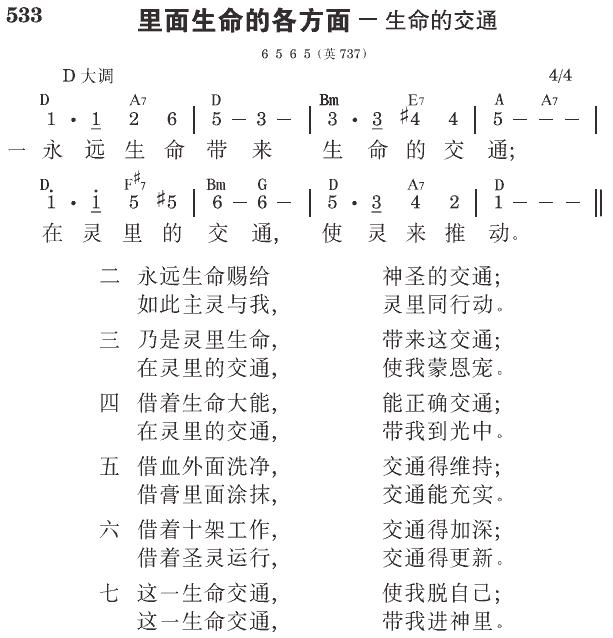 533 里面生命的各方面－生命的交通
6 5 6 5（英737）
D 大调 4/4
D A7 D Bm E7 A A7
1 · 1 2 6 | 5 － 3 － | 3 · 3 #4 4 | 5 － － － |
一 永 远 生 命 带 来 生 命 的 交 通；
D F#7 Bm G D A7 D
1 · 1 5 #5 | 6 － 6 － | 5 · 3 4 2 | 1 － － － ‖
在 灵 里 的 交 通， 使 灵 来 推 动。
二 永远生命赐给 神圣的交通；
如此主灵与我， 灵里同行动。
三 乃是灵里生命， 带来这交通；
在灵里的交通， 使我蒙恩宠。
四 借着生命大能， 能正确交通；
在灵里的交通， 带我到光中。
五 借血外面洗净， 交通得维持；
借膏里面涂抹， 交通能充实。
六 借着十架工作， 交通得加深；
借着圣灵运行， 交通得更新。
七 这一生命交通， 使我脱自己；
这一生命交通， 带我进神里。